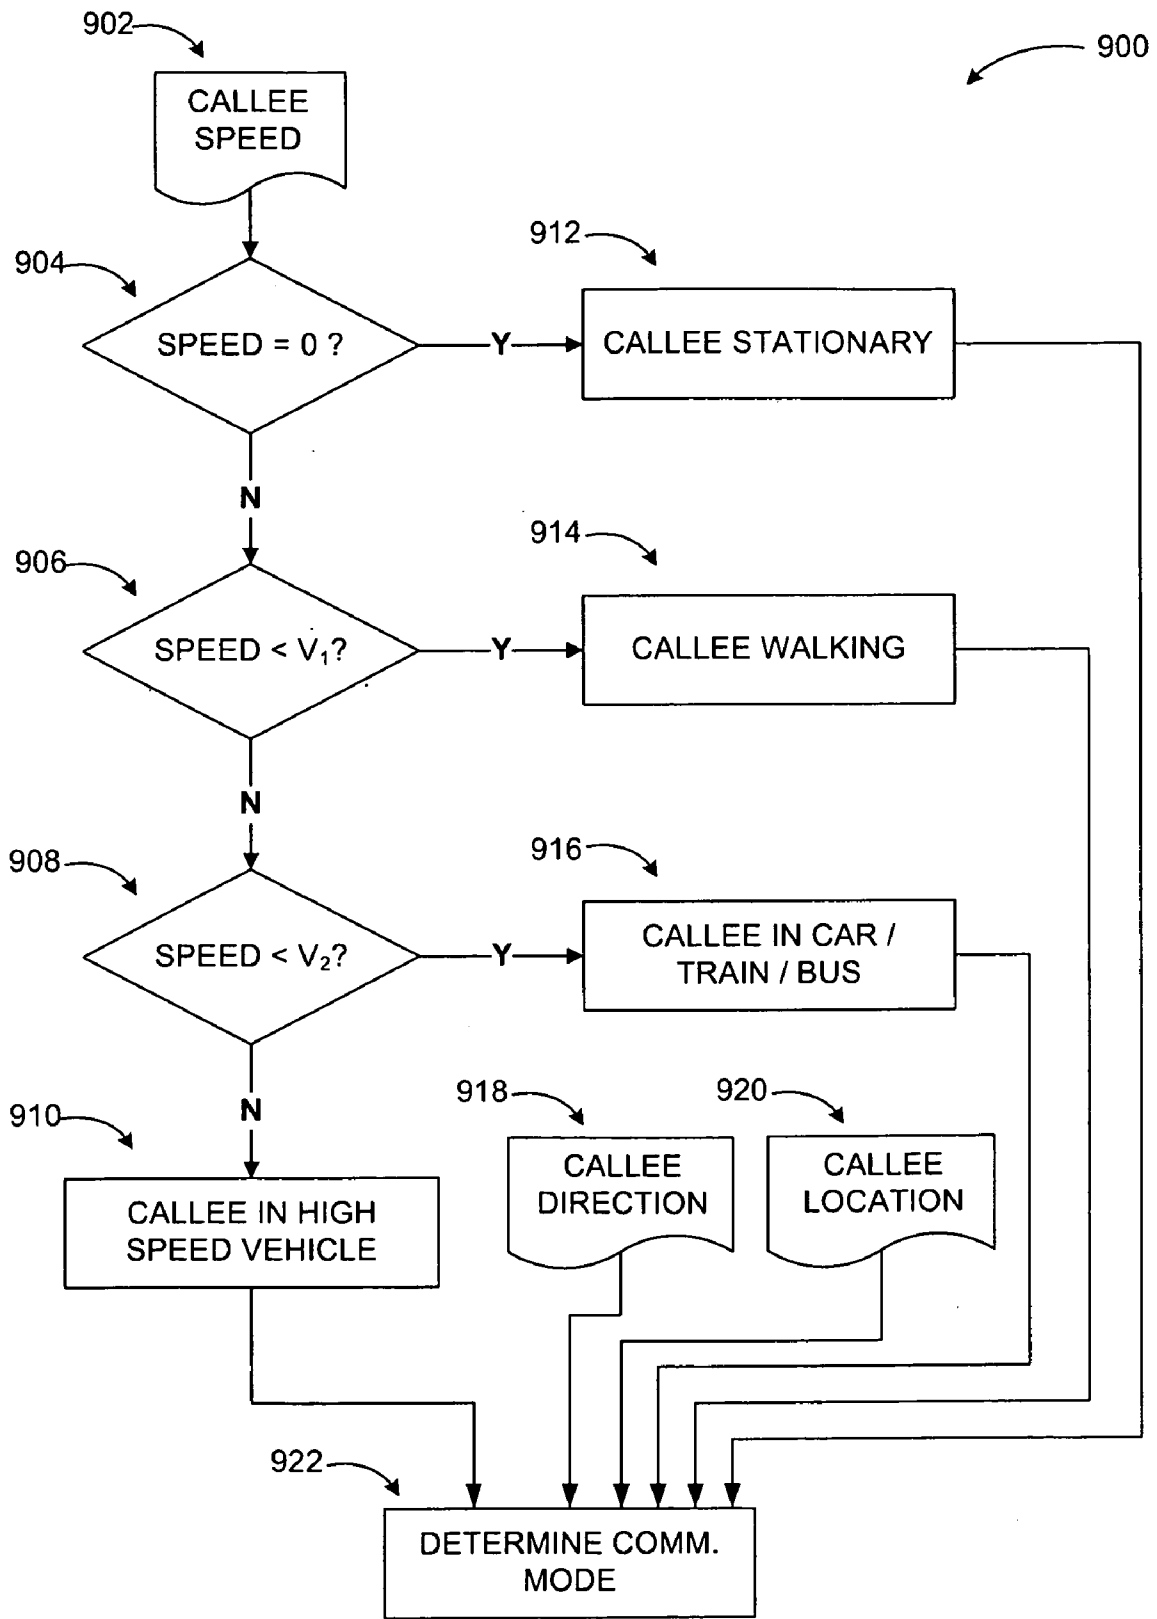 902
900
CALLEE
SPEED
904
912
SPEED = 0 ?
Y
CALLEE STATIONARY
N
906
914
SPEED < V₁?
Y
CALLEE WALKING
N
908
916
SPEED < V₂?
Y
CALLEE IN CAR /
TRAIN / BUS
N
910
918
920
CALLEE IN HIGH
SPEED VEHICLE
CALLEE
DIRECTION
CALLEE
LOCATION
922
DETERMINE COMM.
MODE